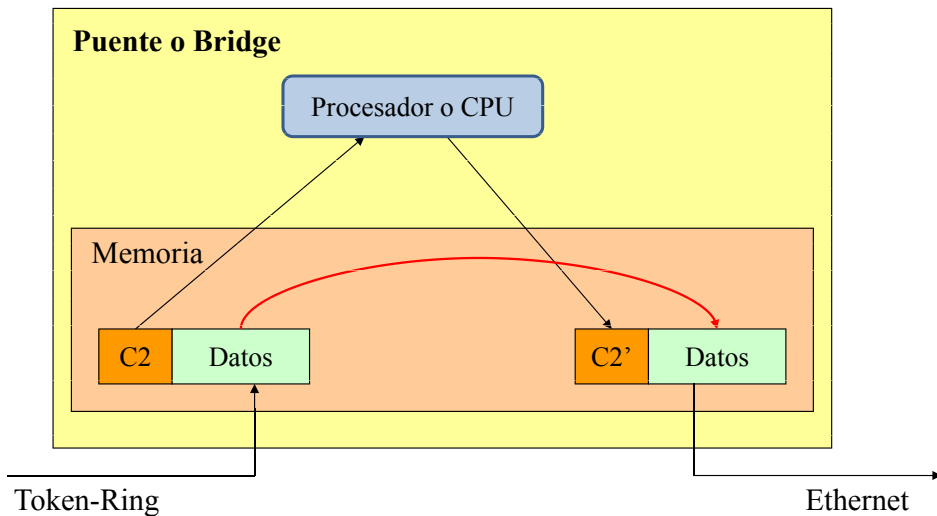 Puente o Bridge
Procesador o CPU
Memoria
C2 Datos
C2’ Datos
Token-Ring
Ethernet